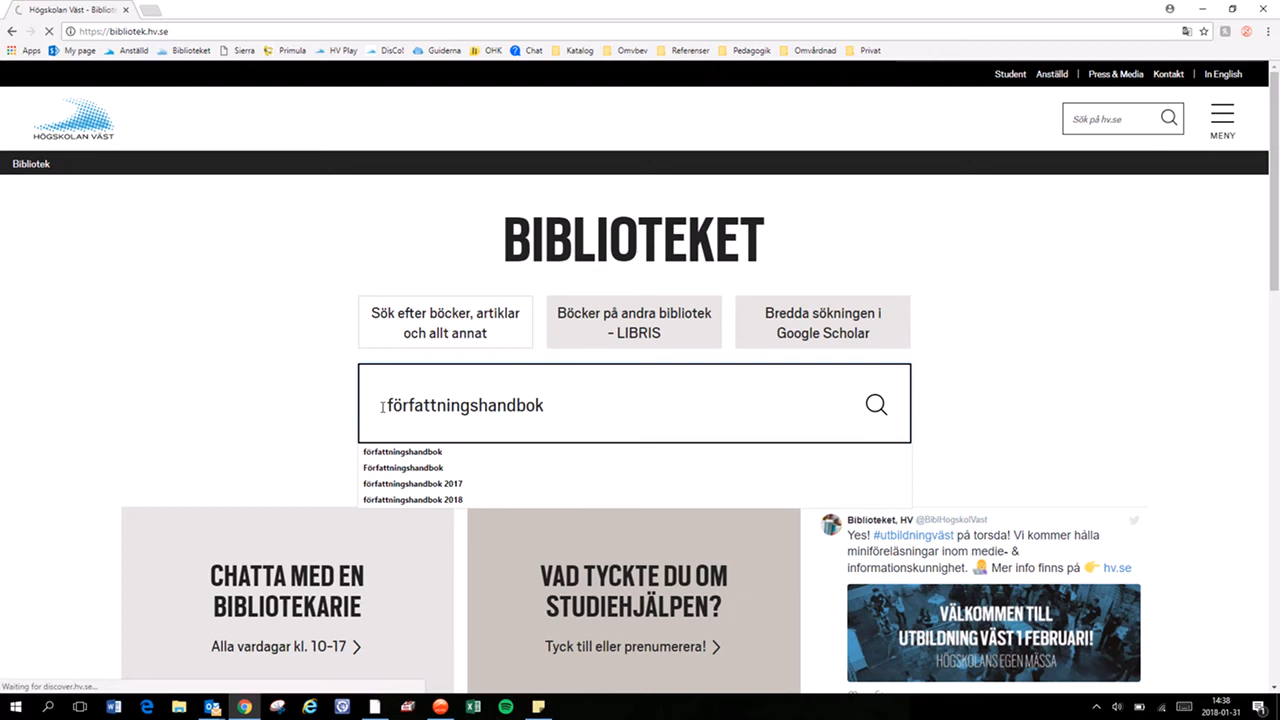 Högskolan Väst - Bibliot
https://bibliotek.hv.se
Apps My page Anställd Biblioteket Sierra Primula HV Play DisCo! Guiderna OHK Chat Katalog Omvbev Referenser Pedagogik Omvårdnad Privat
Student Anställd | Press & Media Kontakt | In English
HÖGSKOLAN VÄST
Sök på hv.se
MENY
Bibliotek
BIBLIOTEKET
Sök efter böcker, artiklar
och allt annat
Böcker på andra bibliotek
- LIBRIS
Bredda sökningen i
Google Scholar
författningshandbok
författningshandbok
Författningshandbok
författningshandbok 2017
författningshandbok 2018
CHATTA MED EN
BIBLIOTEKARIE
Alla vardagar kl. 10-17
VAD TYCKTE DU OM
STUDIEHJÄLPEN?
Tyck till eller prenumerera!
Biblioteket, HV @BiblHogskolVast
Yes! #utbildningväst på torsda! Vi kommer hålla
miniföreläsningar inom medie- &
informationskunnighet. Mer info finns på hv.se
VÄLKOMMEN TILL
UTBILDNING VÄST 1 FEBRUARI!
HÖGSKOLANS EGEN MÄSSA
Waiting for discover.hv.se...
14:38
2018-01-31